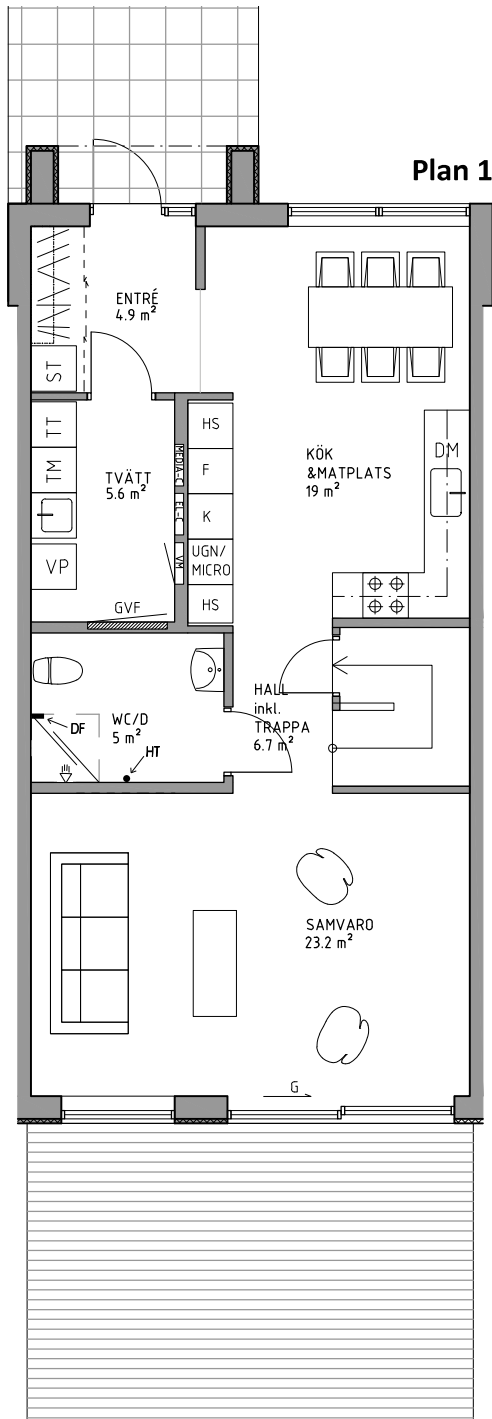 Plan 1
ENTRÉ
4.9 m²
ST
TT
TM
TVÄTT
5.6 m²
VP
GVF
MEDIA-C
EL-C
VM
HS
F
K
UGN/
MICRO
HS
KÖK
&MATPLATS
19 m²
DM
WC/D
5 m²
DF
HT
HALL
inkl.
TRAPPA
6.7 m²
SAMVARO
23.2 m²
G